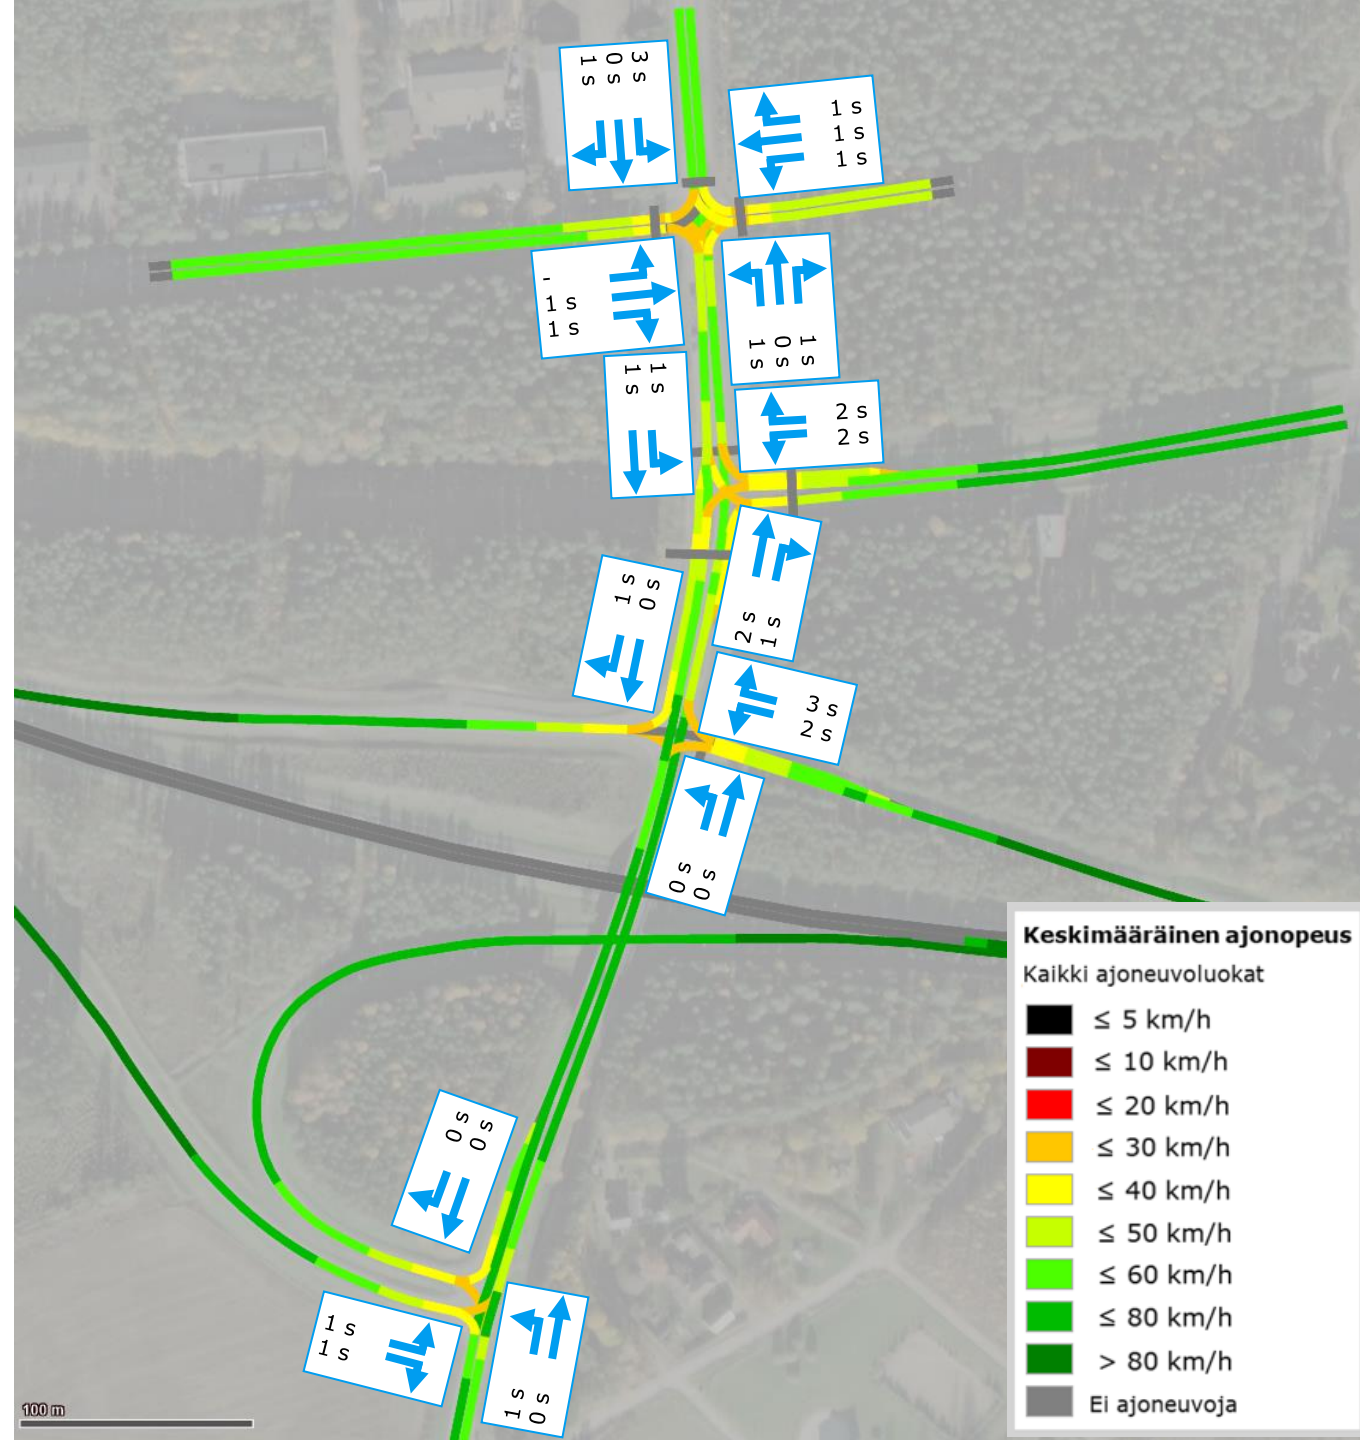 3 s
0 s
1 s
1 s
1 s
1 s
-
1 s
1 s
1 s
0 s
1 s
1 s
1 s
2 s
2 s
1 s
0 s
2 s
1 s
3 s
2 s
0 s
0 s
0 s
0 s
1 s
1 s
1 s
0 s
100 m
Keskimääräinen ajonopeus
Kaikki ajoneuvoluokat
≤ 5 km/h
≤ 10 km/h
≤ 20 km/h
≤ 30 km/h
≤ 40 km/h
≤ 50 km/h
≤ 60 km/h
≤ 80 km/h
> 80 km/h
Ei ajoneuvoja